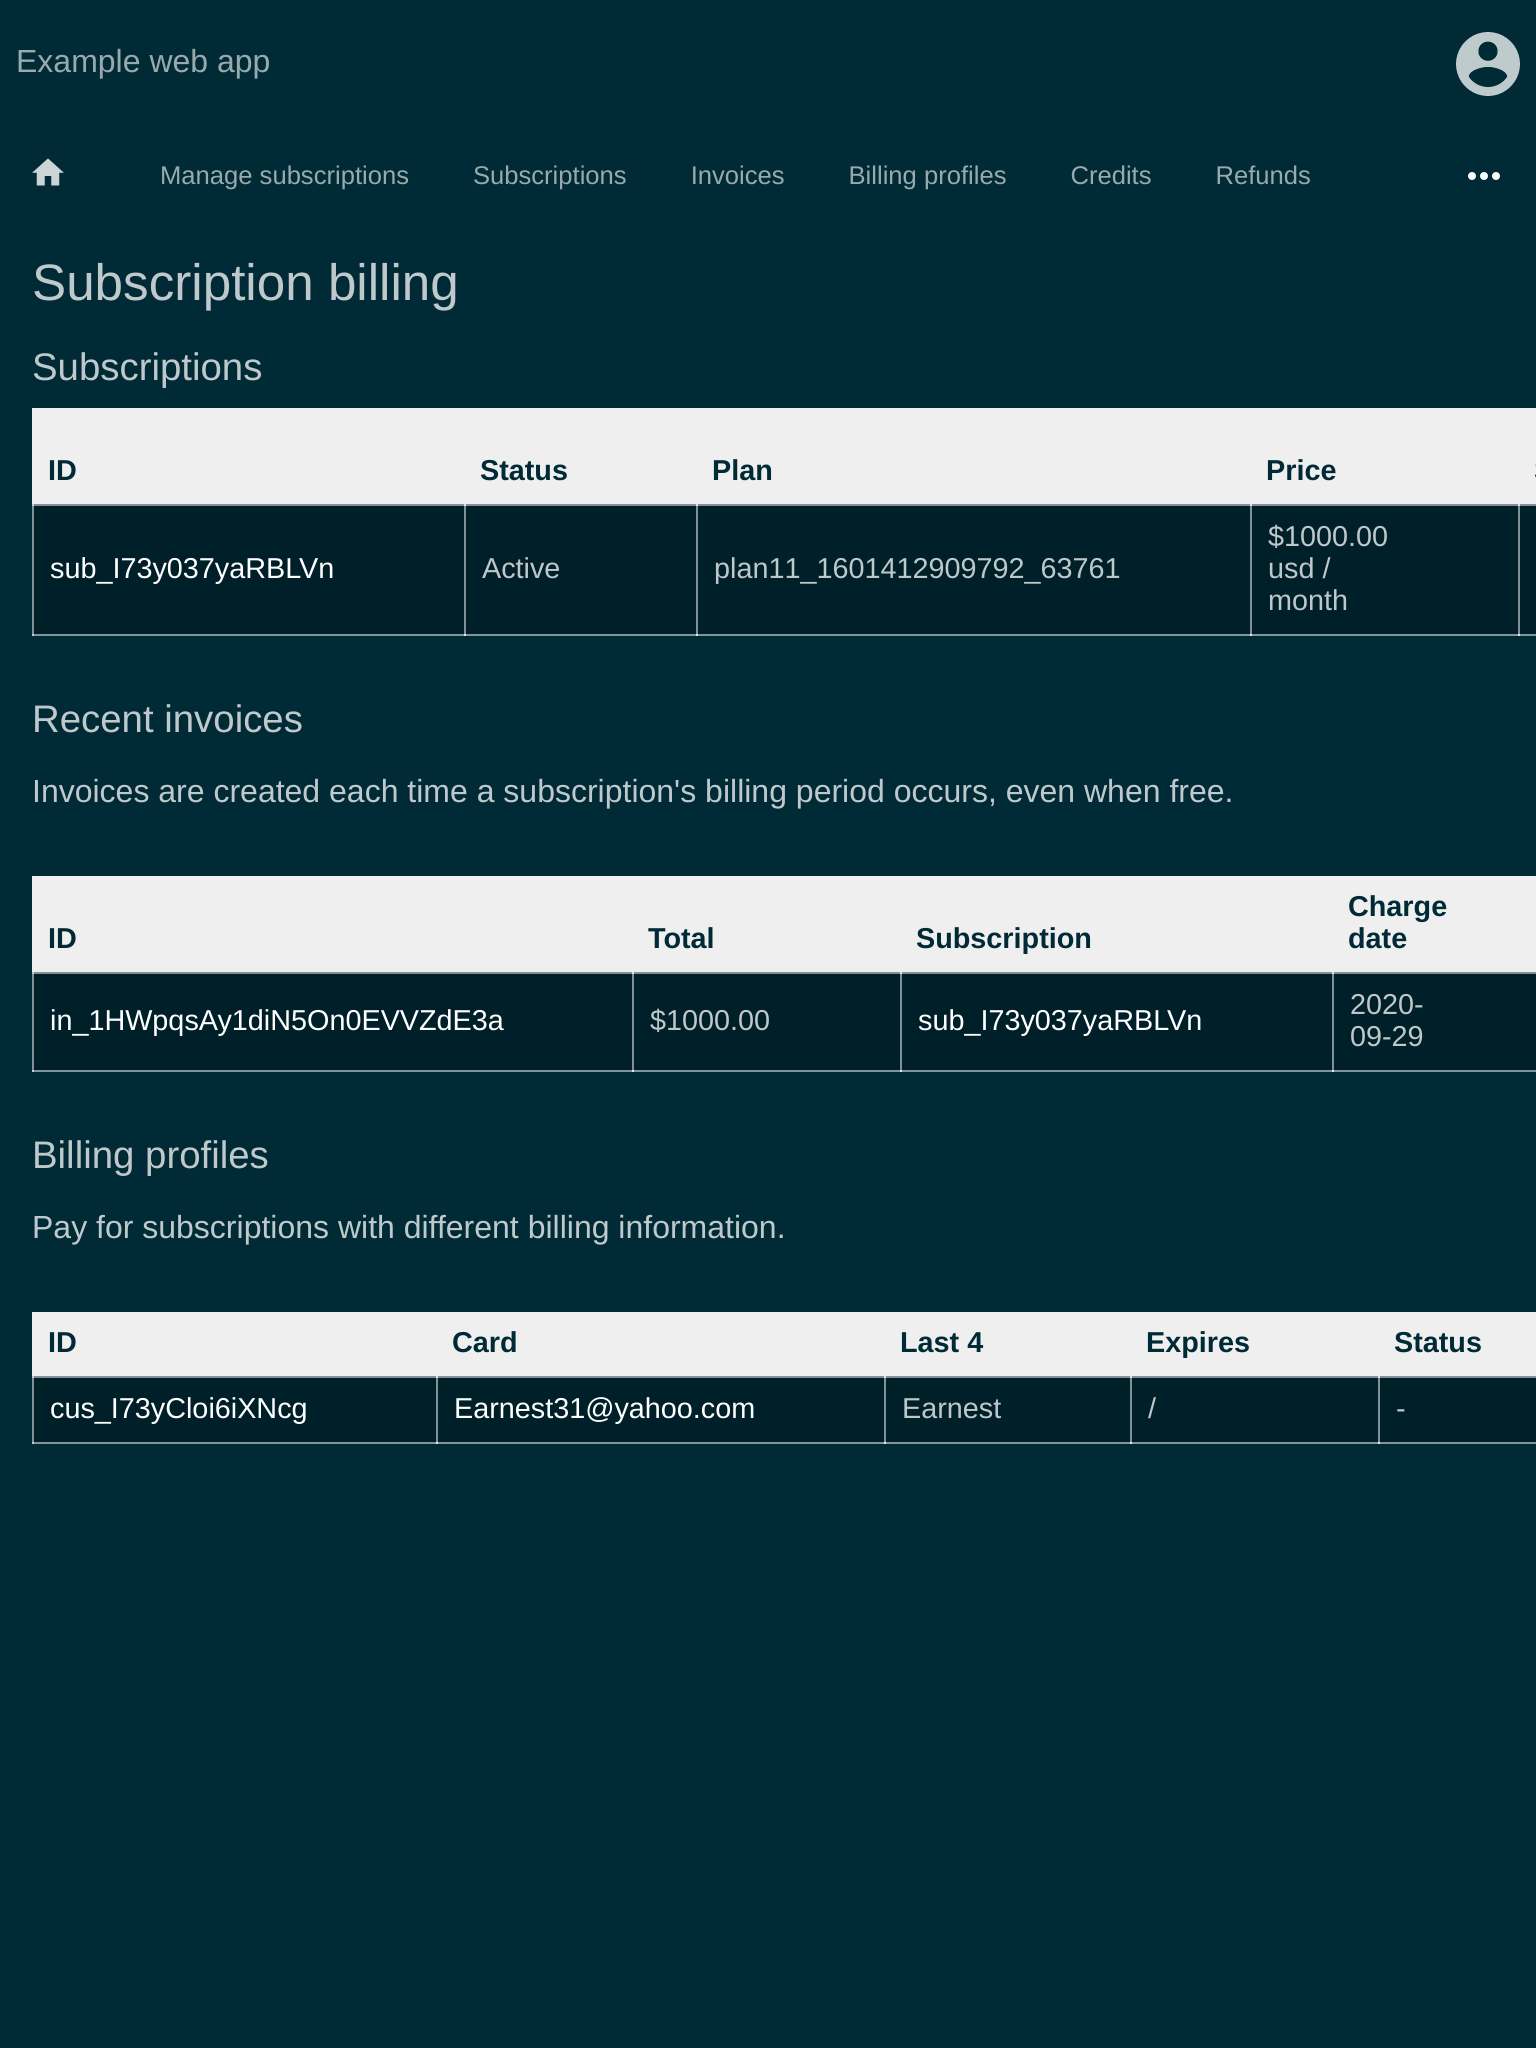 Example web app
Manage subscriptions Subscriptions Invoices Billing profiles Credits Refunds
Subscription billing
Subscriptions
ID Status Plan Price
sub_I73y037yaRBLVn Active plan11_1601412909792_63761 $1000.00
usd /
month
Recent invoices
Invoices are created each time a subscription's billing period occurs, even when free.
ID Total Subscription Charge
date
in_1HWpqsAy1diN5On0EVVZdE3a $1000.00 sub_I73y037yaRBLVn 2020-
09-29
Billing profiles
Pay for subscriptions with different billing information.
ID Card Last 4 Expires Status
cus_I73yCloi6iXNcg Earnest31@yahoo.com Earnest / -